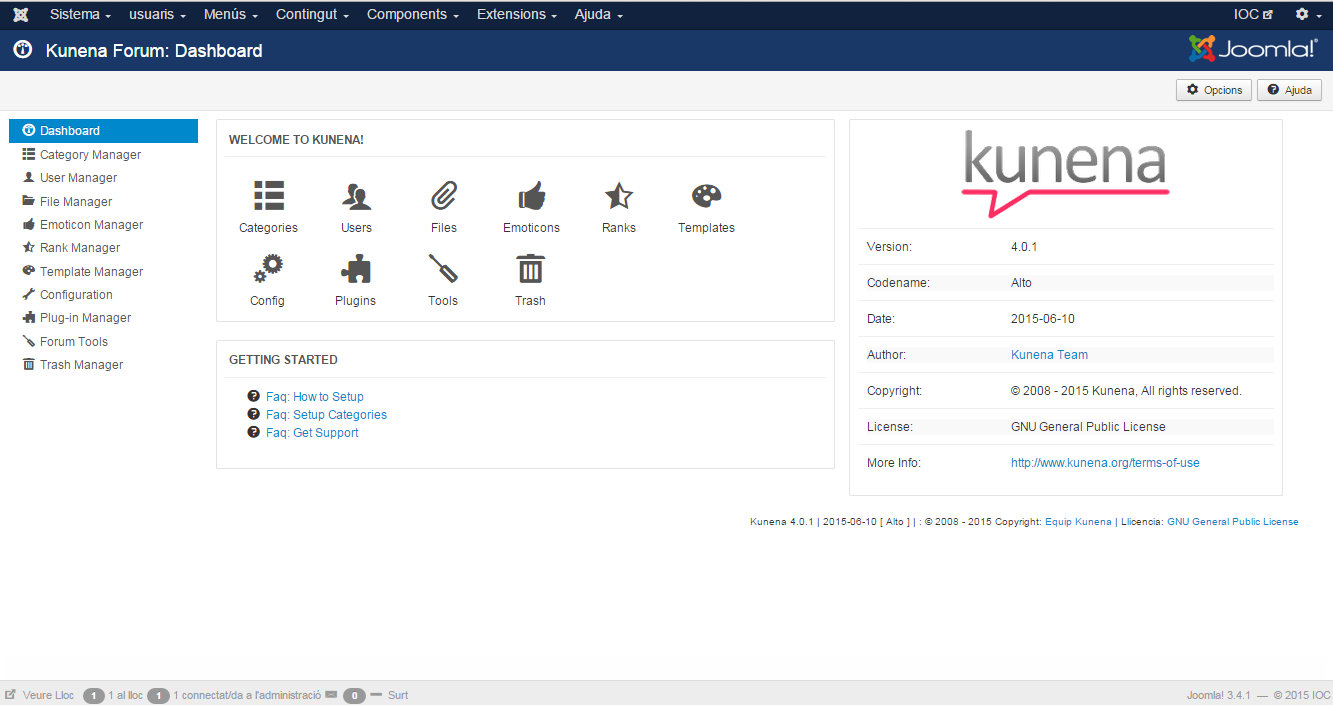 Sistema usuaris Menús Contingut Components Extensions Ajuda IOC
Kunena Forum: Dashboard Joomla!®
Opcions Ajuda
Dashboard
Category Manager
User Manager
File Manager
Emoticon Manager
Rank Manager
Template Manager
Configuration
Plug-in Manager
Forum Tools
Trash Manager
WELCOME TO KUNENA!
Categories Users Files Emoticons Ranks Templates
Config Plugins Tools Trash
GETTING STARTED
Faq: How to Setup
Faq: Setup Categories
Faq: Get Support
kunena
Version: 4.0.1
Codename: Alto
Date: 2015-06-10
Author: Kunena Team
Copyright: © 2008 - 2015 Kunena, All rights reserved.
License: GNU General Public License
More Info: http://www.kunena.org/terms-of-use
Kunena 4.0.1 | 2015-06-10 [ Alto ] | : © 2008 - 2015 Copyright: Equip Kunena | Llicencia: GNU General Public License
Veure Lloc 1 1 al lloc 1 1 connectat/da a l'administració 0 Surt Joomla! 3.4.1 — © 2015 IOC